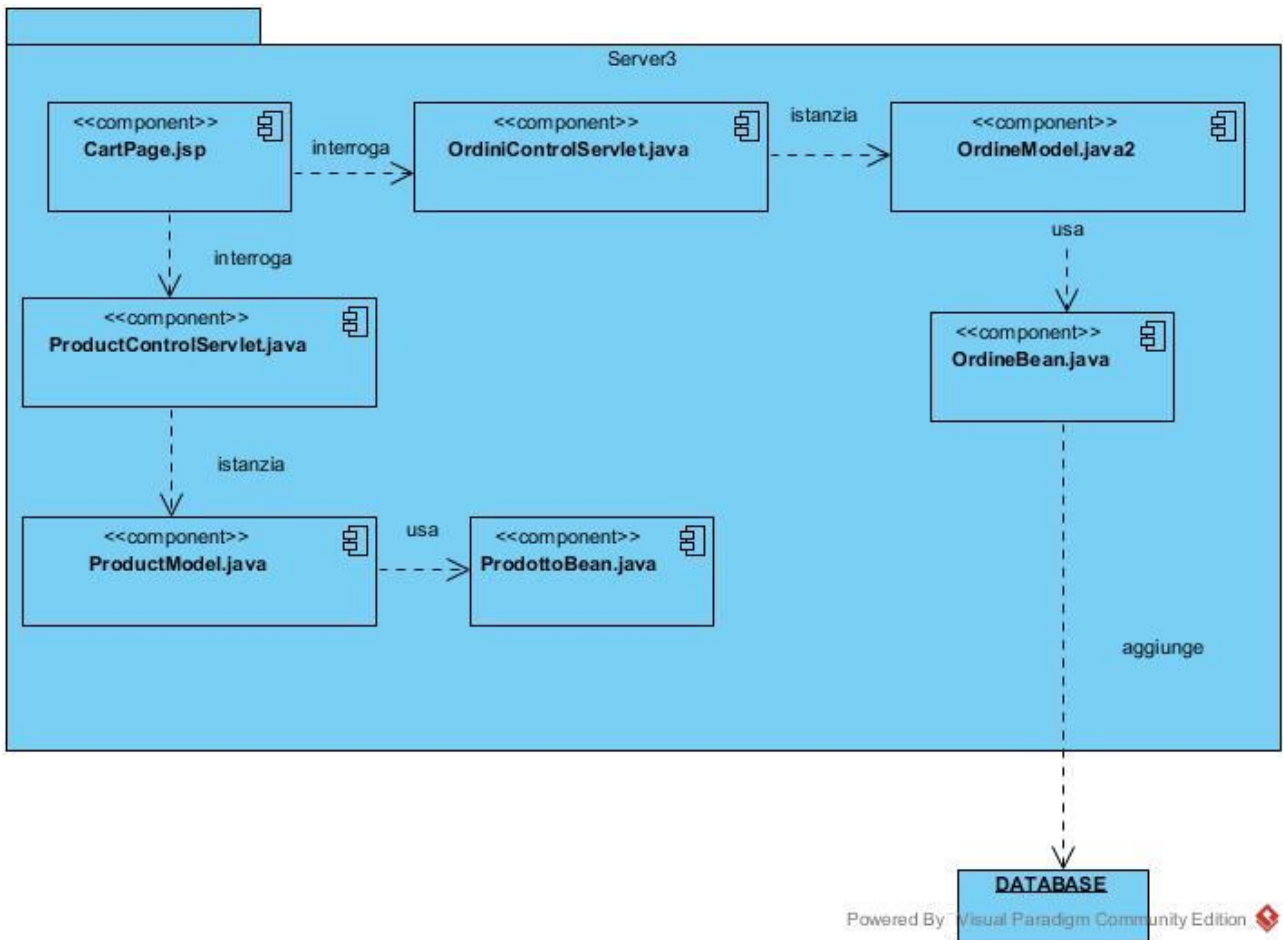 Server3
<<component>>
CartPage.jsp
interroga
<<component>>
OrdiniControlServlet.java
istanzia
<<component>>
OrdineModel.java2
interroga
usa
<<component>>
ProductControlServlet.java
<<component>>
OrdineBean.java
istanzia
<<component>>
ProductModel.java
usa
<<component>>
ProdottoBean.java
aggiunge
DATABASE
Powered By Visual Paradigm Community Edition